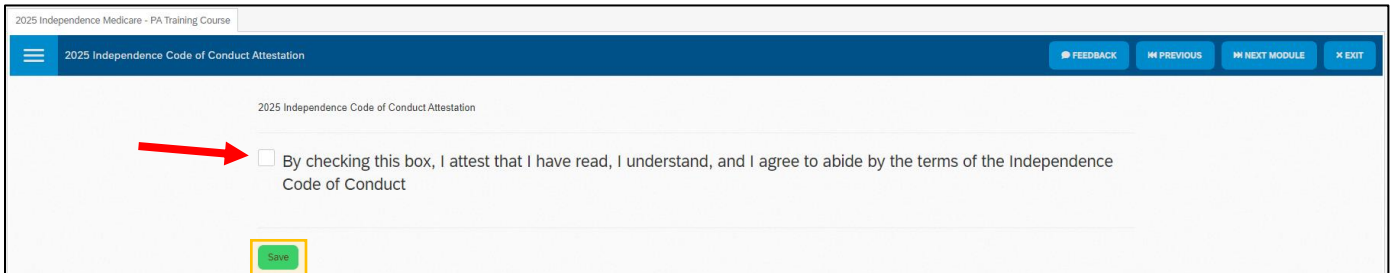 2025 Independence Medicare - PA Training Course
2025 Independence Code of Conduct Attestation
FEEDBACK
PREVIOUS
NEXT MODULE
EXIT
2025 Independence Code of Conduct Attestation
By checking this box, I attest that I have read, I understand, and I agree to abide by the terms of the Independence
Code of Conduct
Save